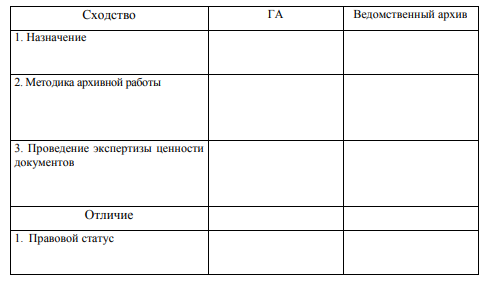 Сходство ГА Ведомственный архив
1. Назначение
2. Методика архивной работы
3. Проведение экспертизы ценности
документов
Отличие
1. Правовой статус